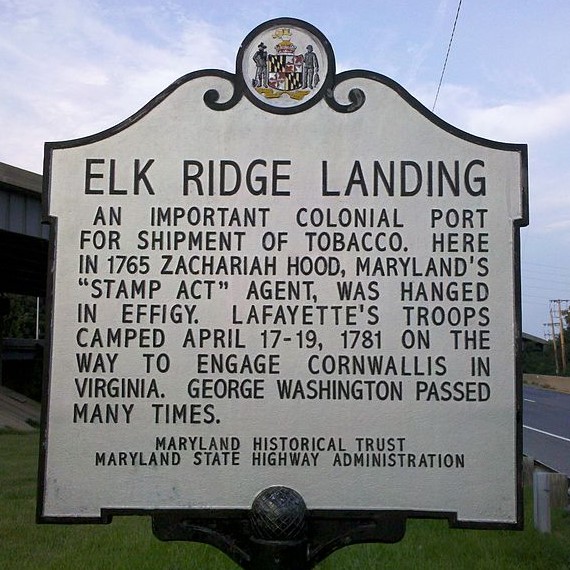 ELK RIDGE LANDING
AN IMPORTANT COLONIAL PORT
FOR SHIPMENT OF TOBACCO. HERE
IN 1765 ZACHARIAH HOOD, MARYLAND'S
"STAMP ACT" AGENT, WAS HANGED
IN EFFIGY. LAFAYETTE'S TROOPS
CAMPED APRIL 17-19, 1781 ON THE
WAY TO ENGAGE CORNWALLIS IN
VIRGINIA. GEORGE WASHINGTON PASSED
MANY TIMES.
MARYLAND HISTORICAL TRUST
MARYLAND STATE HIGHWAY ADMINISTRATION